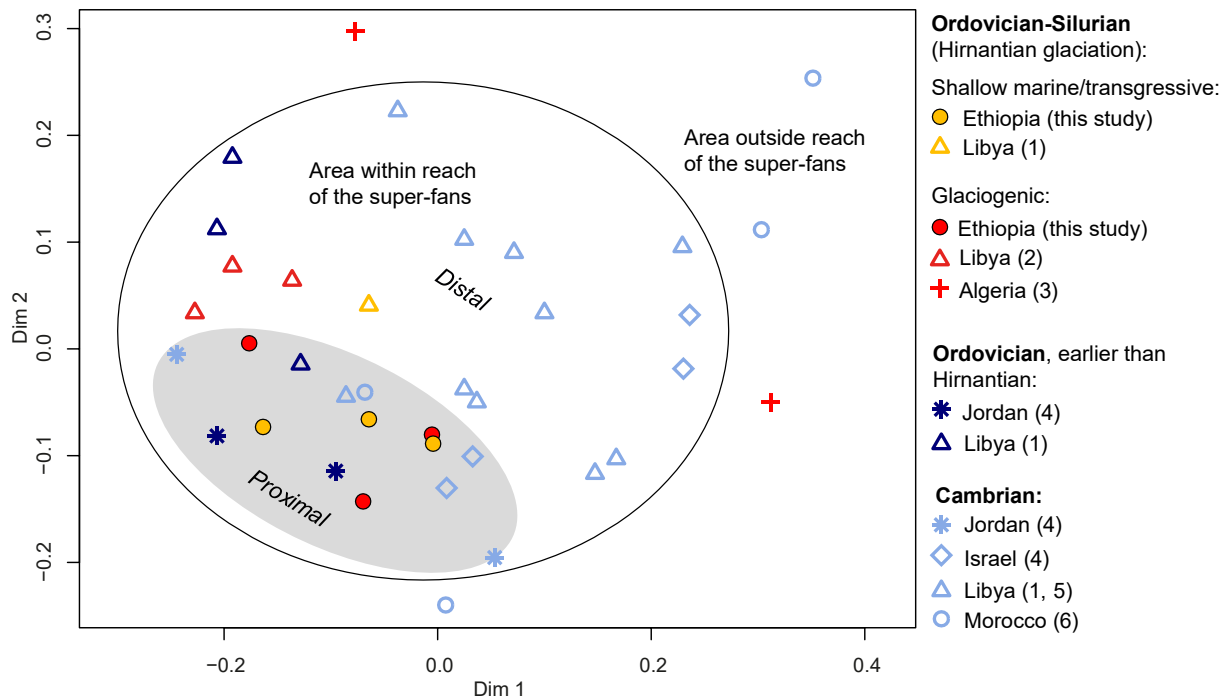 0.3
0.2
0.1
0.0
−0.1
−0.2
Dim 2
−0.2
0.0
0.2
0.4
Dim 1
Area within reach
of the super-fans
Area outside reach
of the super-fans
Distal
Proximal
Ordovician-Silurian
(Hirnantian glaciation):
Shallow marine/transgressive:
Ethiopia (this study)
Libya (1)
Glaciogenic:
Ethiopia (this study)
Libya (2)
Algeria (3)
Ordovician, earlier than
Hirnantian:
Jordan (4)
Libya (1)
Cambrian:
Jordan (4)
Israel (4)
Libya (1, 5)
Morocco (6)